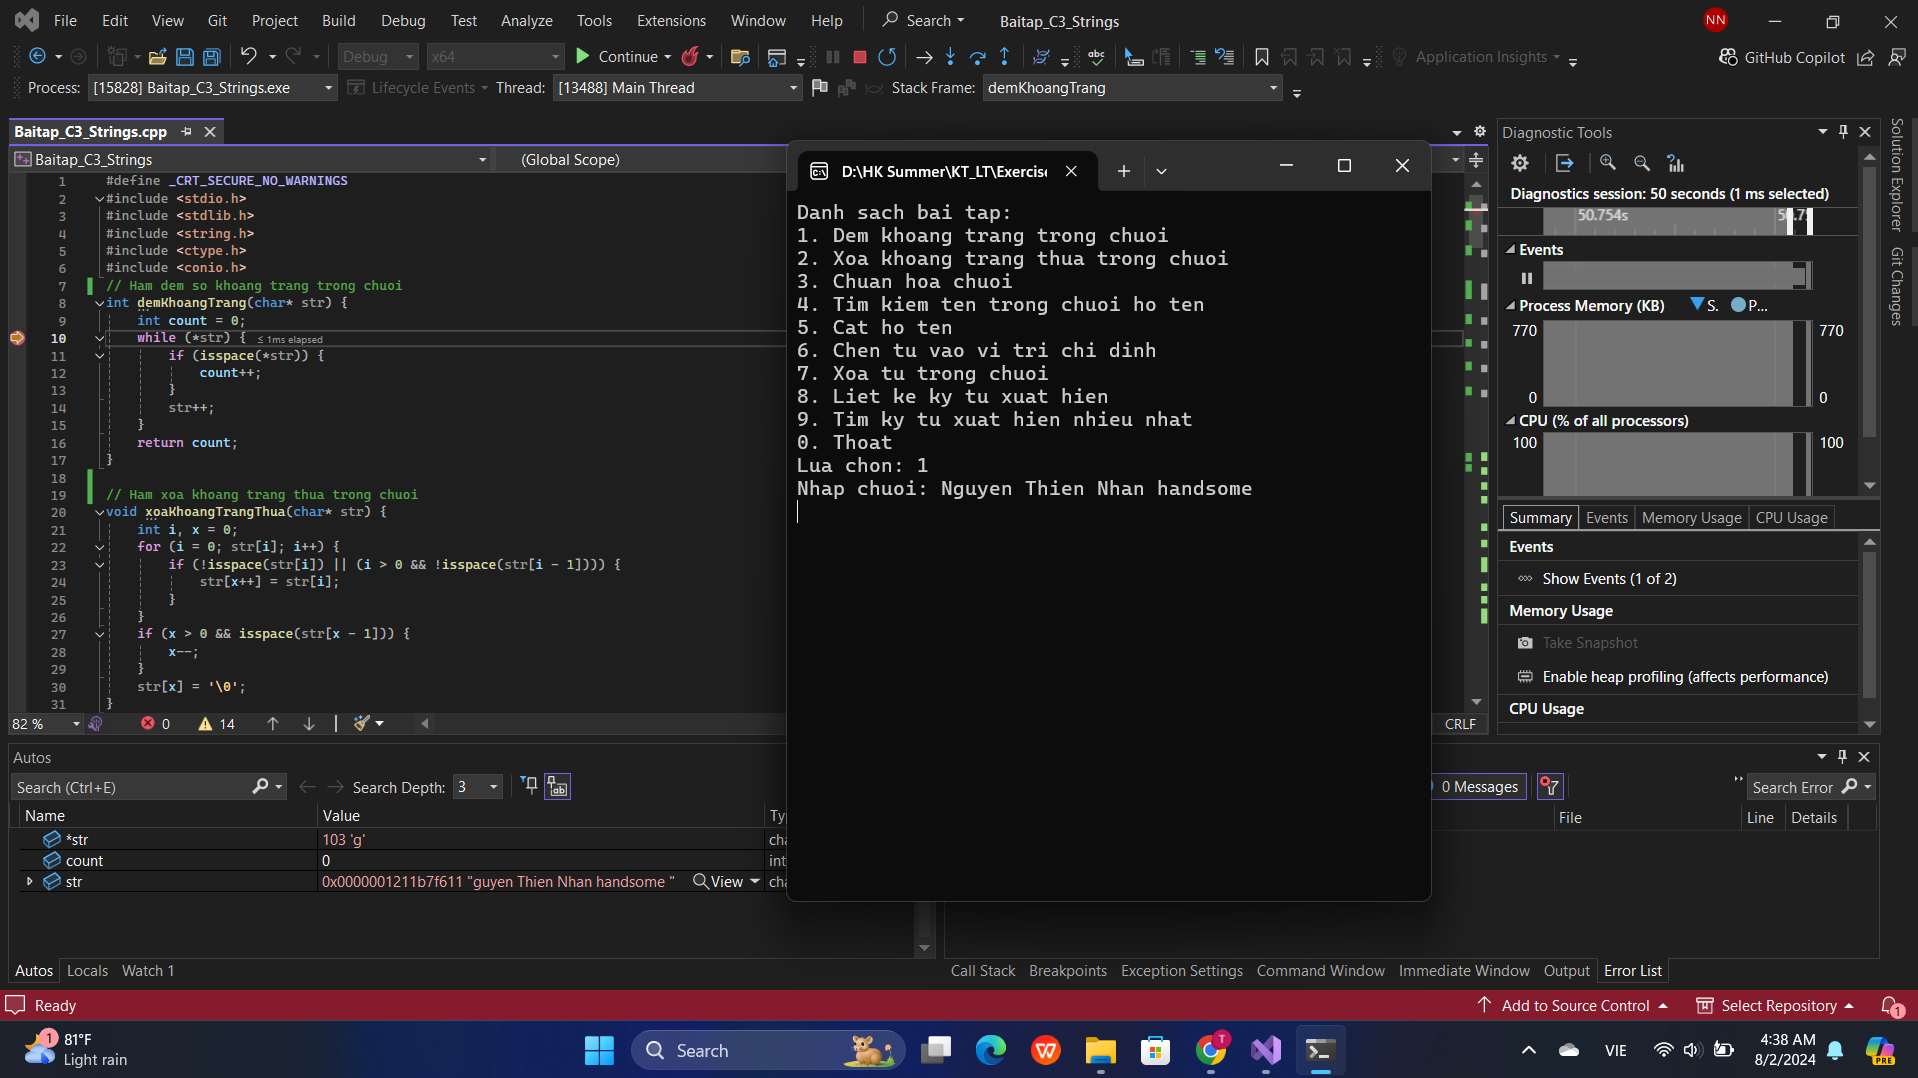 File Edit View Git Project Build Debug Test Analyze Tools Extensions Window Help Search Baitap_C3_Strings NN
Debug x64 Continue Application Insights GitHub Copilot
Process: [15828] Baitap_C3_Strings.exe Lifecycle Events Thread: [13488] Main Thread Stack Frame: demKhoangTrang
Baitap_C3_Strings.cpp
Baitap_C3_Strings (Global Scope)
1 #define _CRT_SECURE_NO_WARNINGS
2 #include <stdio.h>
3 #include <stdlib.h>
4 #include <string.h>
5 #include <ctype.h>
6 #include <conio.h>
7 // Ham dem so khoang trang trong chuoi
8 int demKhoangTrang(char* str) {
9 int count = 0;
10 while (*str) { ≤ 1ms elapsed
11 if (isspace(*str)) {
12 count++;
13 }
14 str++;
15 }
16 return count;
17 }
18
19 // Ham xoa khoang trang thua trong chuoi
20 void xoaKhoangTrangThua(char* str) {
21 int i, x = 0;
22 for (i = 0; str[i]; i++) {
23 if (!isspace(str[i]) || (i > 0 && !isspace(str[i - 1]))) {
24 str[x++] = str[i];
25 }
26 }
27 if (x > 0 && isspace(str[x - 1])) {
28 x--;
29 }
30 str[x] = '\0';
31 }
82 % 0 14 CRLF
D:\HK Summer\KT_LT\Exercise
Danh sach bai tap:
1. Dem khoang trang trong chuoi
2. Xoa khoang trang thua trong chuoi
3. Chuan hoa chuoi
4. Tim kiem ten trong chuoi ho ten
5. Cat ho ten
6. Chen tu vao vi tri chi dinh
7. Xoa tu trong chuoi
8. Liet ke ky tu xuat hien
9. Tim ky tu xuat hien nhieu nhat
0. Thoat
Lua chon: 1
Nhap chuoi: Nguyen Thien Nhan handsome
Diagnostic Tools
Diagnostics session: 50 seconds (1 ms selected)
50.754s
Events
Process Memory (KB) S. P...
770 770
0 0
CPU (% of all processors)
100 100
Summary Events Memory Usage CPU Usage
Events
Show Events (1 of 2)
Memory Usage
Take Snapshot
Enable heap profiling (affects performance)
CPU Usage
Solution Explorer
Git Changes
Autos
Search (Ctrl+E) Search Depth: 3
Name Value
*str 103 'g'
count 0 int
str 0x0000001211b7f611 "guyen Thien Nhan handsome " View
Autos Locals Watch 1
0 Messages Search Error
File Line Details
Call Stack Breakpoints Exception Settings Command Window Immediate Window Output Error List
Ready Add to Source Control Select Repository 1
1 81°F
Light rain
Search T VIE 4:38 AM
8/2/2024
PRE